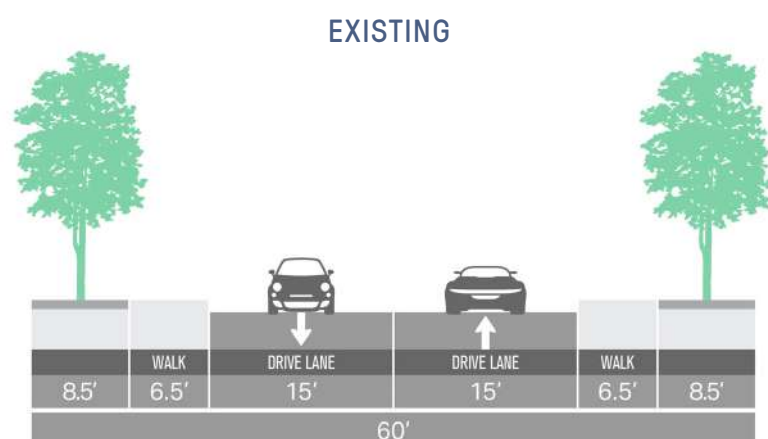 EXISTING
WALK DRIVE LANE DRIVE LANE WALK
8.5' 6.5' 15' 15' 6.5' 8.5'
60'